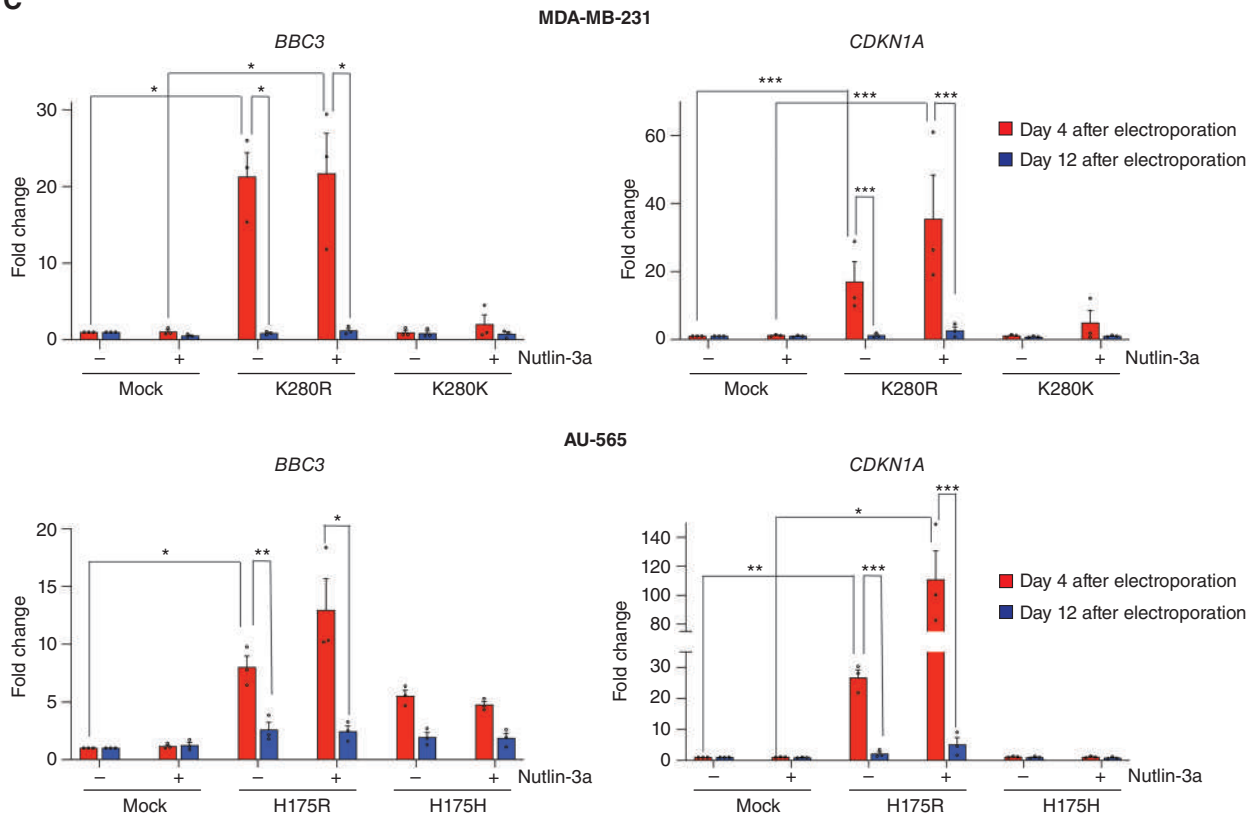 C
MDA-MB-231
BBC3
CDKN1A
* * * *
*** *** *** ***
Fold change
30
20
10
0
– + – + – + Nutlin-3a
Mock K280R K280K
Fold change
60
40
20
0
– + – + – + Nutlin-3a
Mock K280R K280K
Day 4 after electroporation
Day 12 after electroporation
AU-565
BBC3
CDKN1A
* ** *
** *** * ***
Fold change
20
15
10
5
0
– + – + – + Nutlin-3a
Mock H175R H175H
Fold change
140
120
100
80
30
20
10
0
– + – + – + Nutlin-3a
Mock H175R H175H
Day 4 after electroporation
Day 12 after electroporation